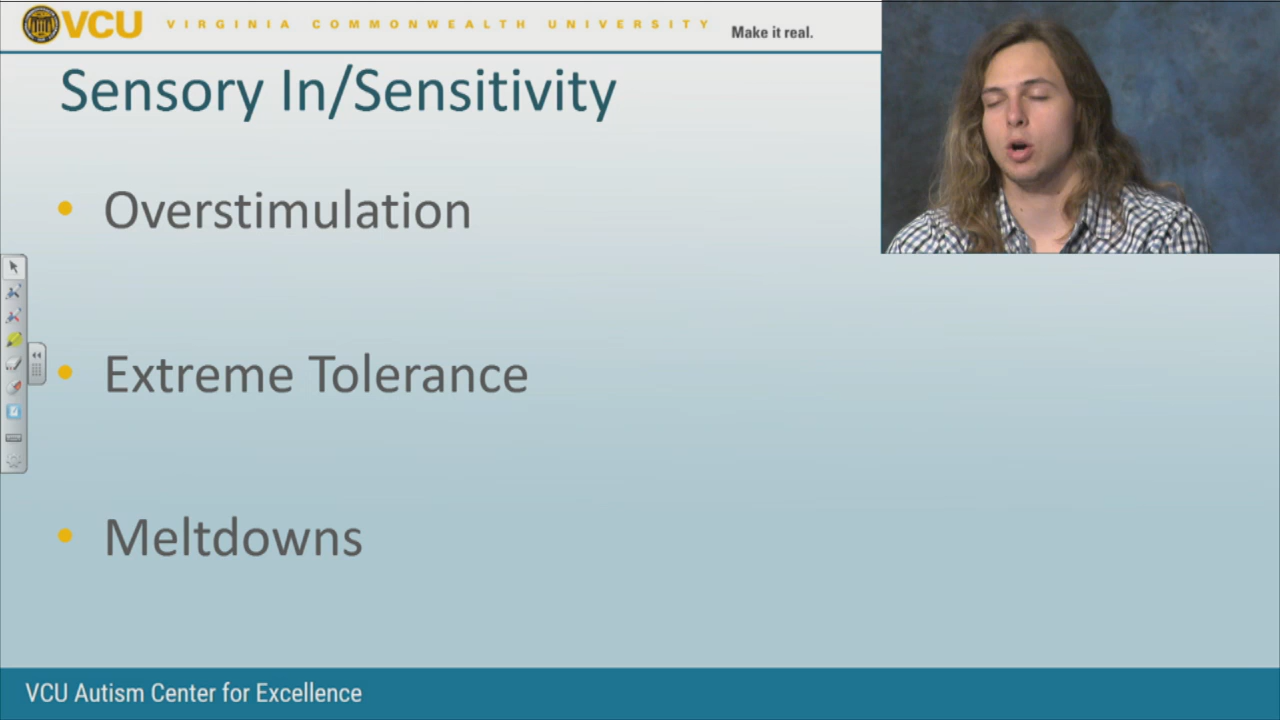 VCU VIRGINIA COMMONWEALTH UNIVERSITY Make it real.
Sensory In/Sensitivity
• Overstimulation
• Extreme Tolerance
• Meltdowns
VCU Autism Center for Excellence